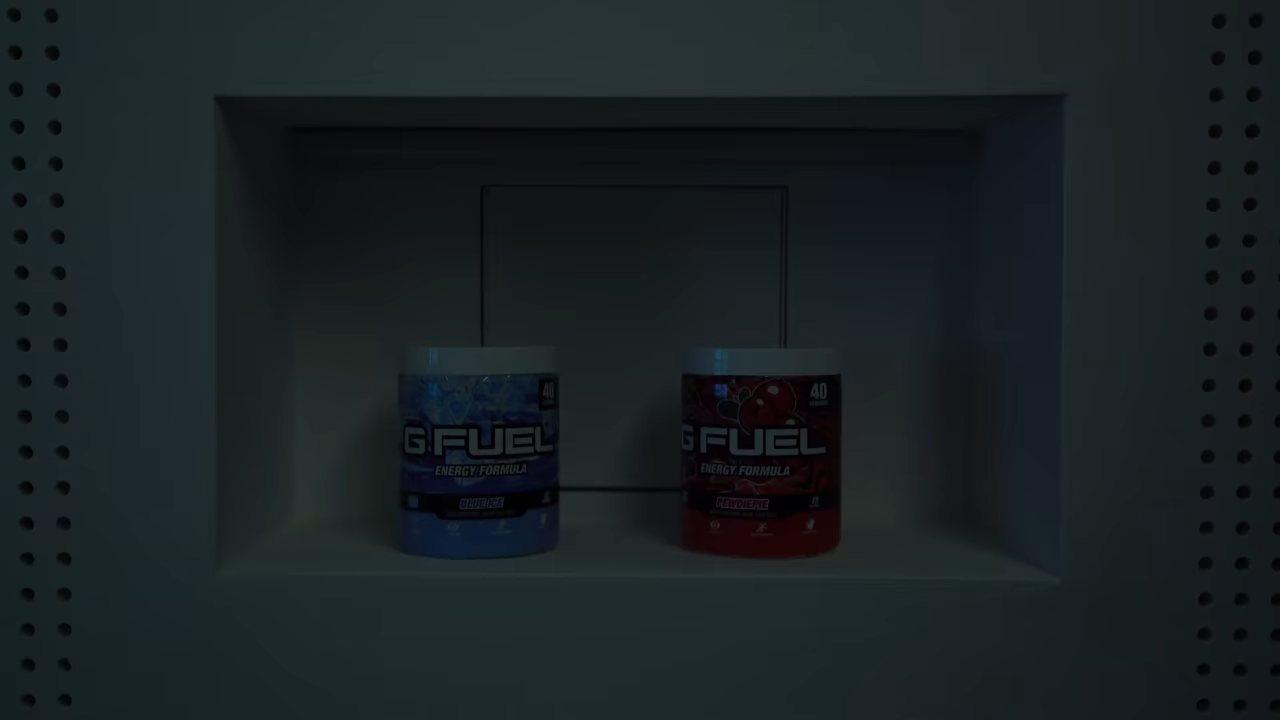 40
G FUEL
ENERGY FORMULA
BLUE ICE
40
G FUEL
ENERGY FORMULA
PEWDIEPIE